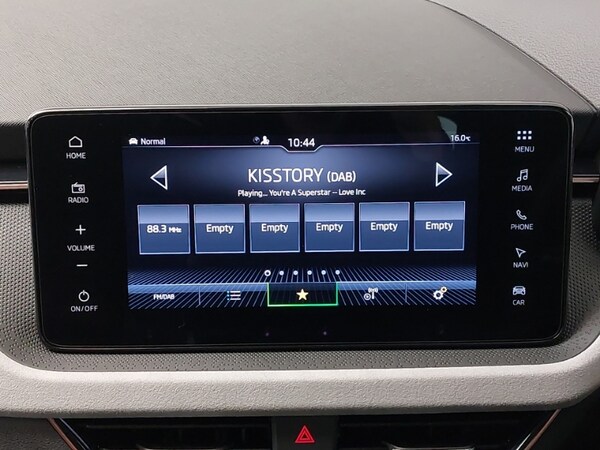 HOME
RADIO
+
VOLUME
−
ON/OFF
Normal
10:44
16.0°C
KISSTORY (DAB)
Playing... You're A Superstar – Love Inc
88.3 MHz
Empty
Empty
Empty
Empty
Empty
FM/DAB
MENU
MEDIA
PHONE
NAVI
CAR